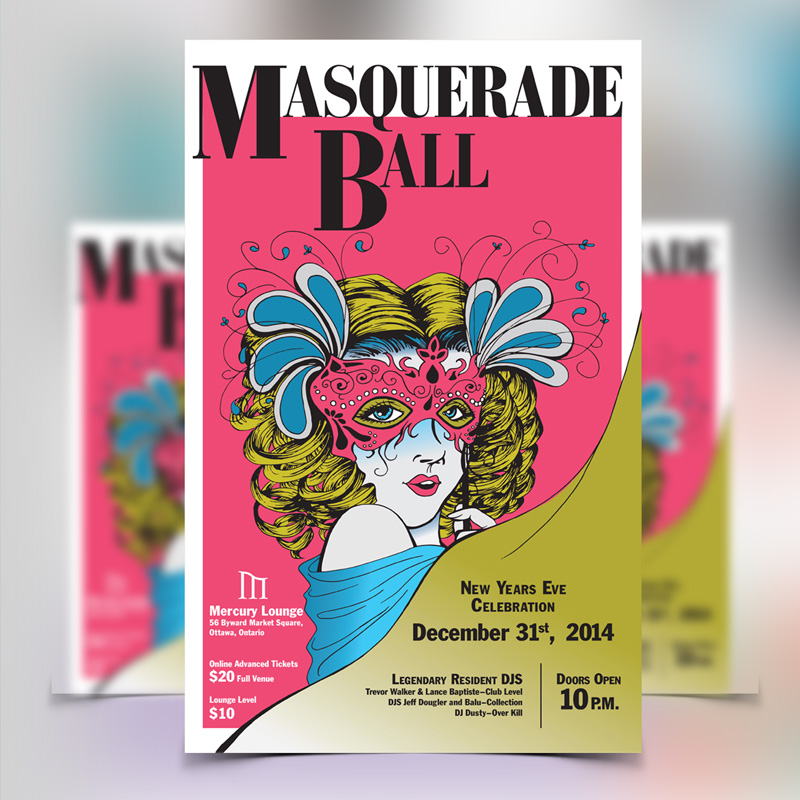 MASQUERADE
BALL
M
Mercury Lounge
56 Byward Market Square,
Ottawa, Ontario
Online Advanced Tickets
$20 Full Venue
Lounge Level
$10
NEW YEARS EVE
CELEBRATION
December 31st, 2014
LEGENDARY RESIDENT DJS
Trevor Walker & Lance Baptiste–Club Level
DJS Jeff Dougler and Balu–Collection
DJ Dusty–Over Kill
DOORS OPEN
10 P.M.